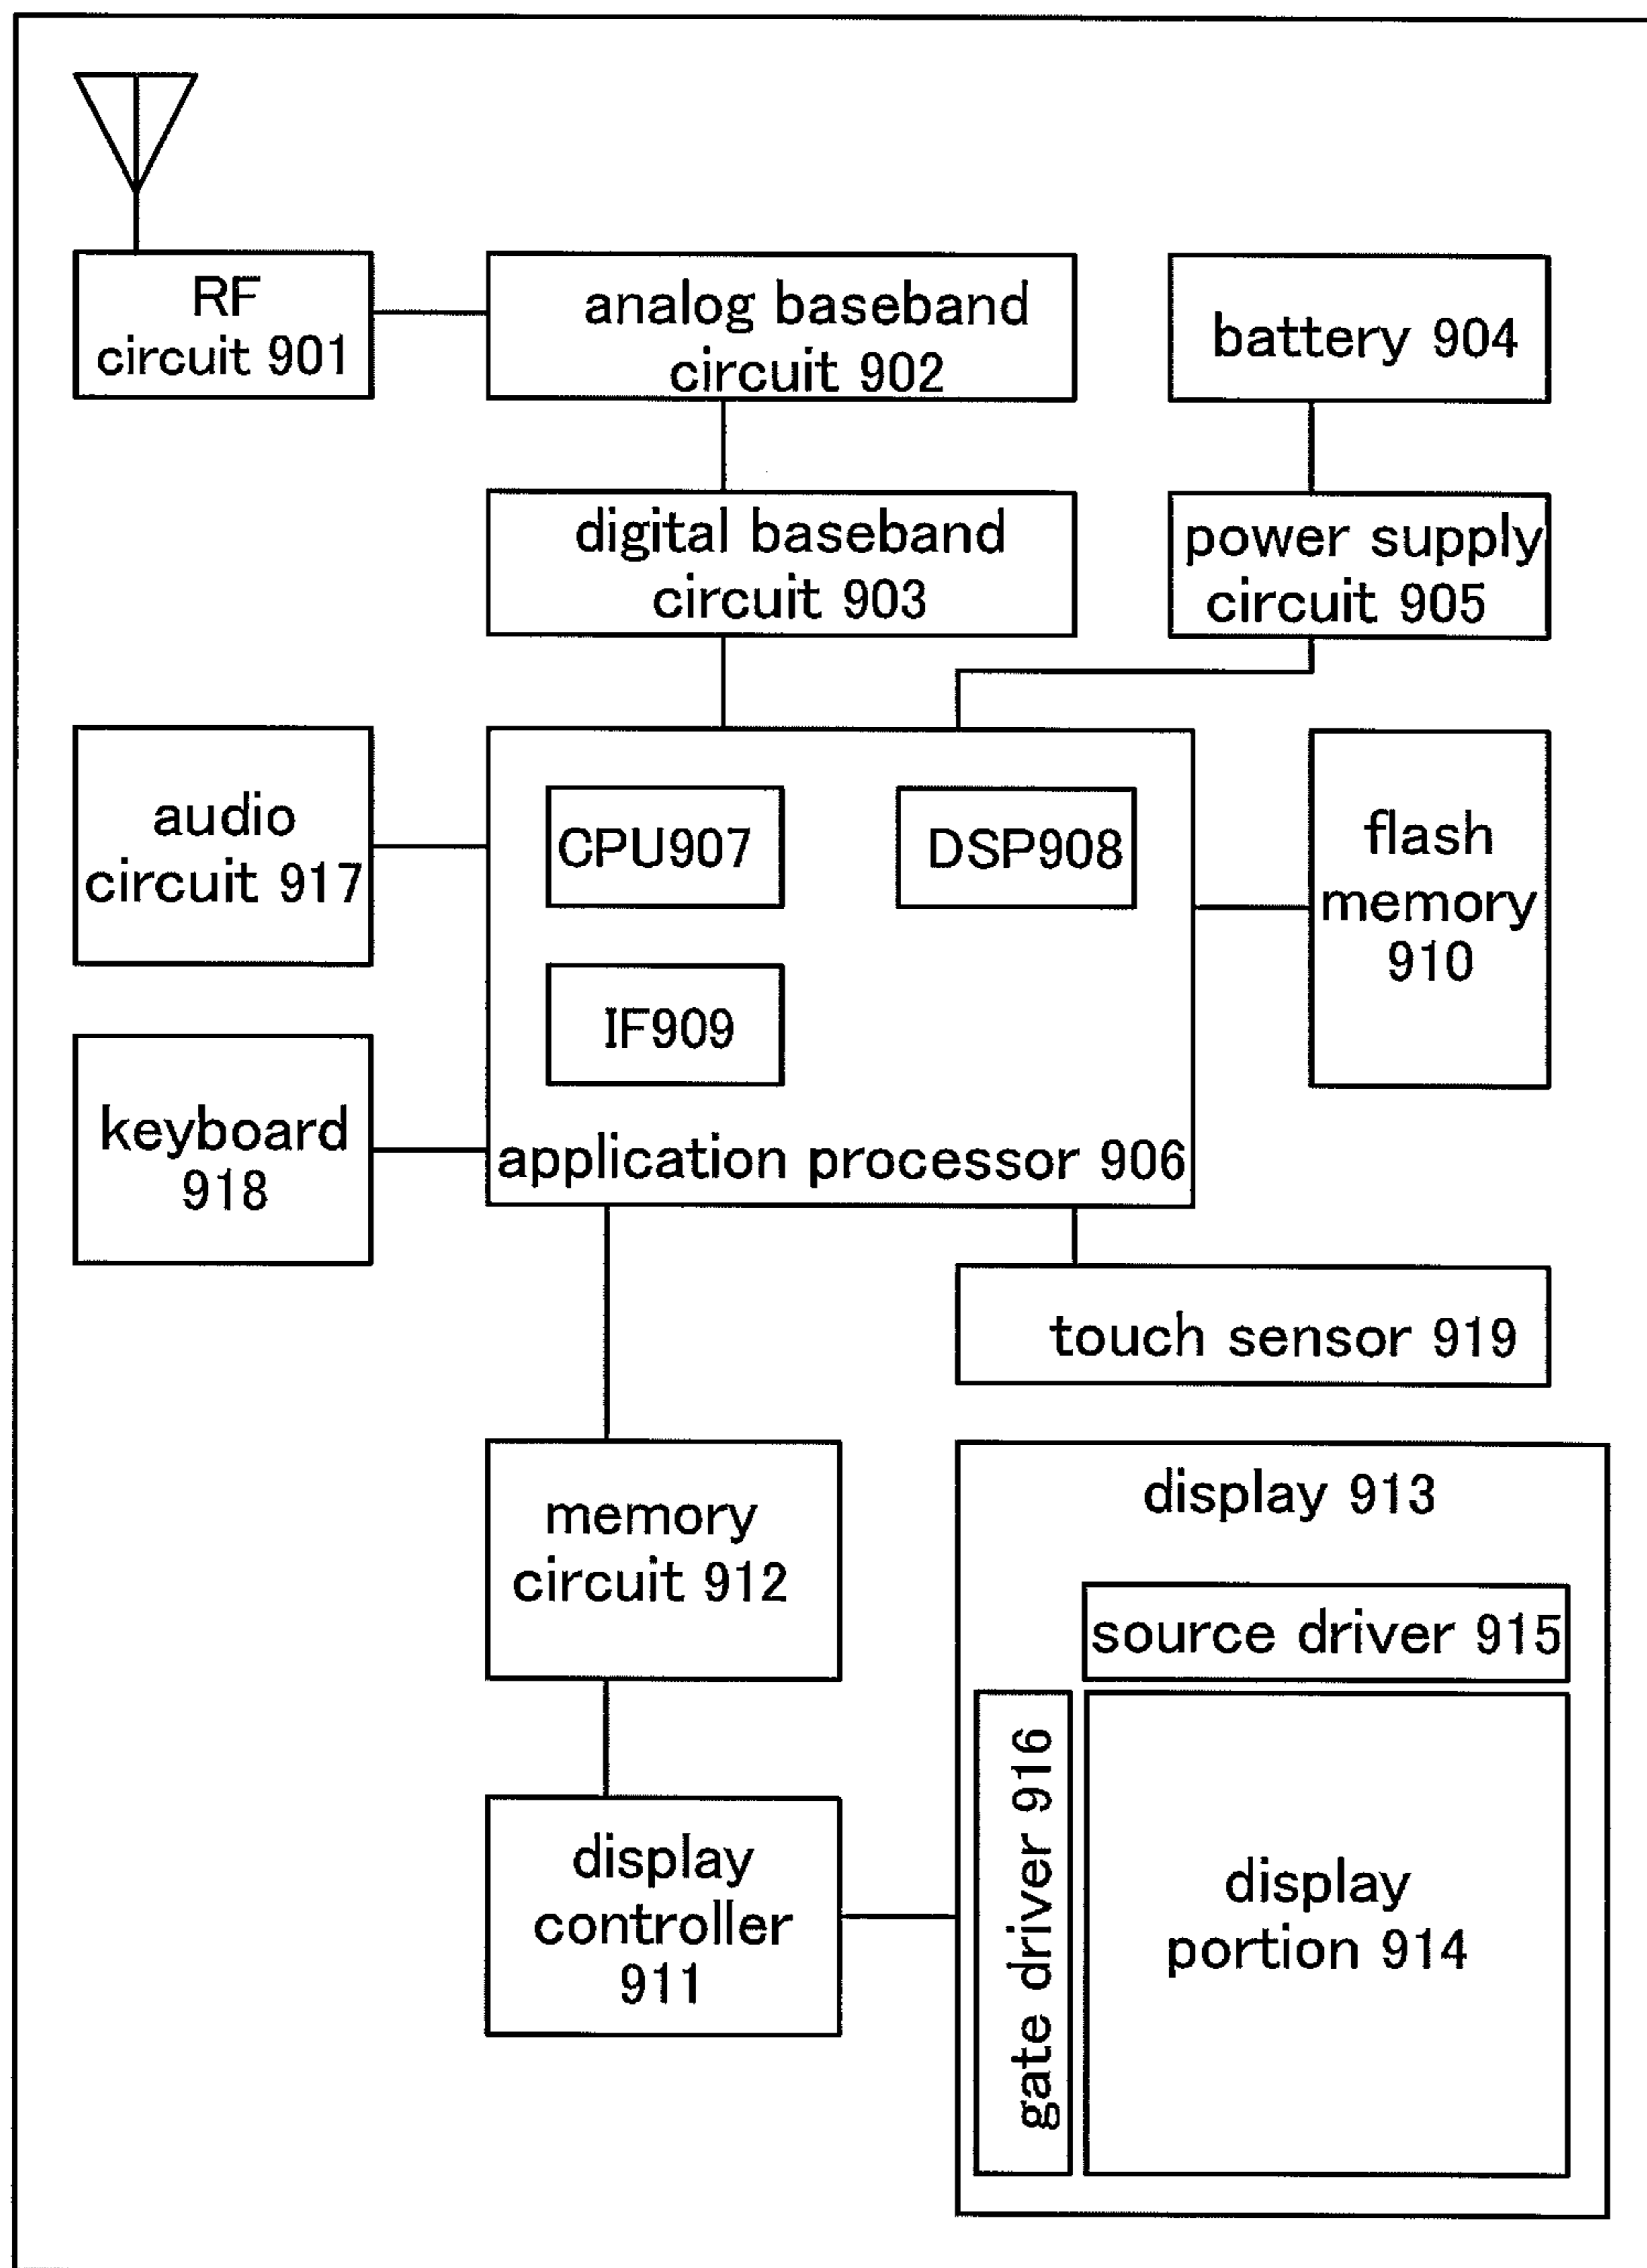 RF
circuit 901
analog baseband
circuit 902
battery 904
digital baseband
circuit 903
power supply
circuit 905
audio
circuit 917
CPU907
DSP908
flash
memory
910
IF909
keyboard
918
application processor 906
touch sensor 919
memory
circuit 912
display 913
source driver 915
gate driver 916
display
controller
911
display
portion 914